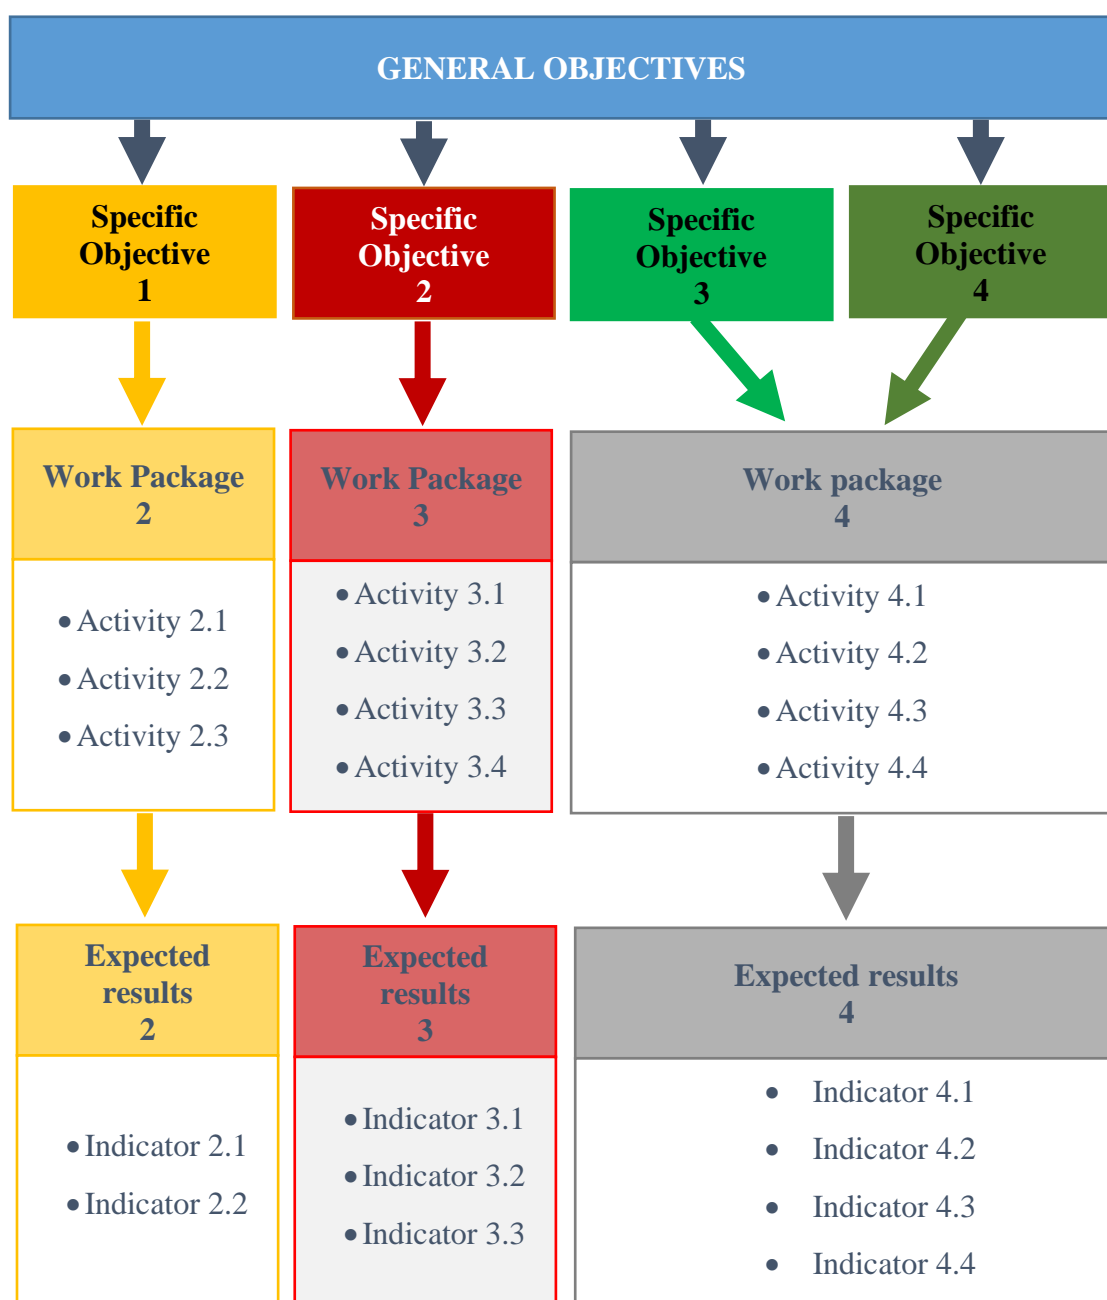 GENERAL OBJECTIVES
Specific
Objective
1
Specific
Objective
2
Specific
Objective
3
Specific
Objective
4
Work Package
2
• Activity 2.1
• Activity 2.2
• Activity 2.3
Work Package
3
• Activity 3.1
• Activity 3.2
• Activity 3.3
• Activity 3.4
Work package
4
• Activity 4.1
• Activity 4.2
• Activity 4.3
• Activity 4.4
Expected
results
2
• Indicator 2.1
• Indicator 2.2
Expected
results
3
• Indicator 3.1
• Indicator 3.2
• Indicator 3.3
Expected results
4
• Indicator 4.1
• Indicator 4.2
• Indicator 4.3
• Indicator 4.4